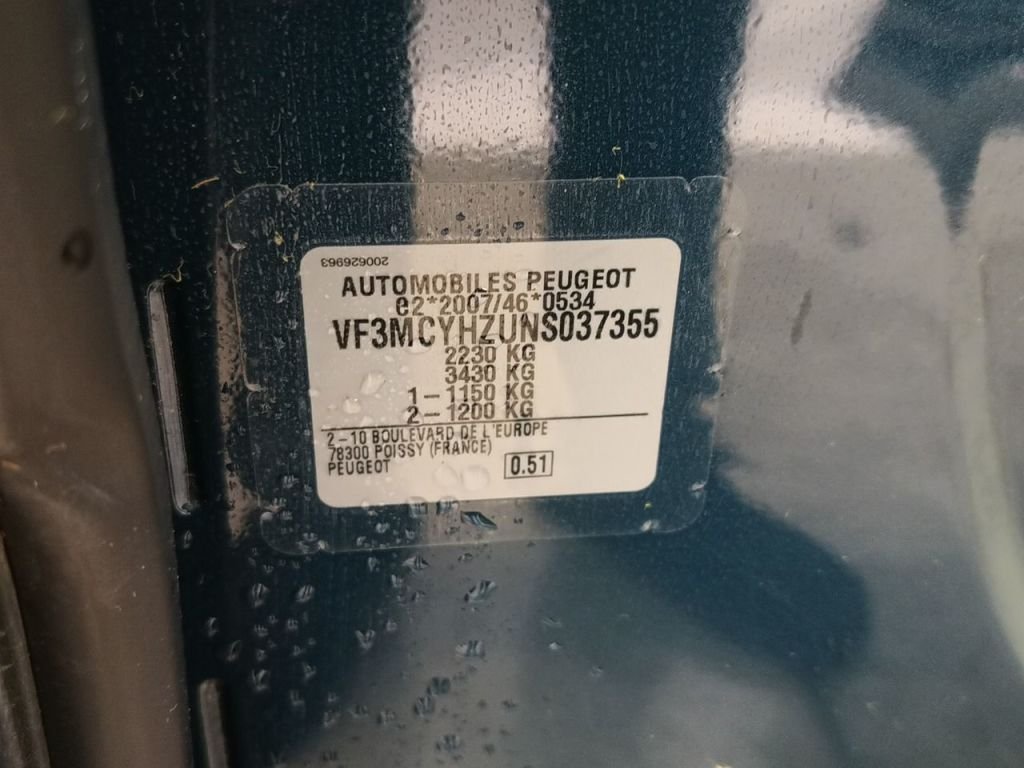 200626963
AUTOMOBILES PEUGEOT
e2*2007/46*0534
VF3MCYHZUNS037355
2230 KG
3430 KG
1-1150 KG
2-1200 KG
2-10 BOULEVARD DE L'EUROPE
78300 POISSY (FRANCE)
PEUGEOT
0.51